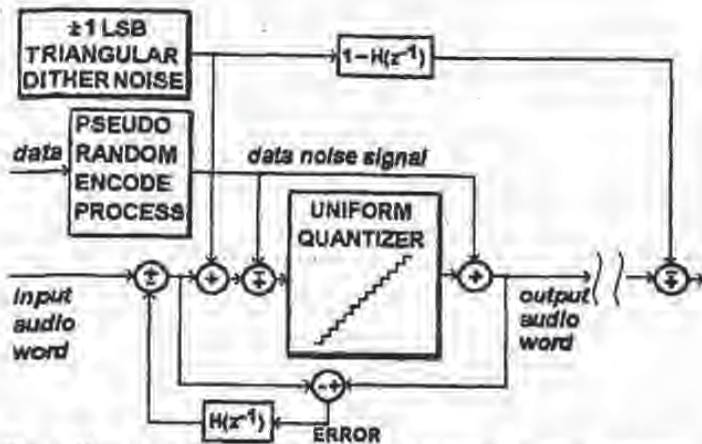 ±1 LSB
TRIANGULAR
DITHER NOISE
1-H(z⁻¹)
PSEUDO
RANDOM
ENCODE
PROCESS
data
data noise signal
UNIFORM
QUANTIZER
±
+
∓
+
∓
input
audio
word
output
audio
word
-+
H(z⁻¹)
ERROR